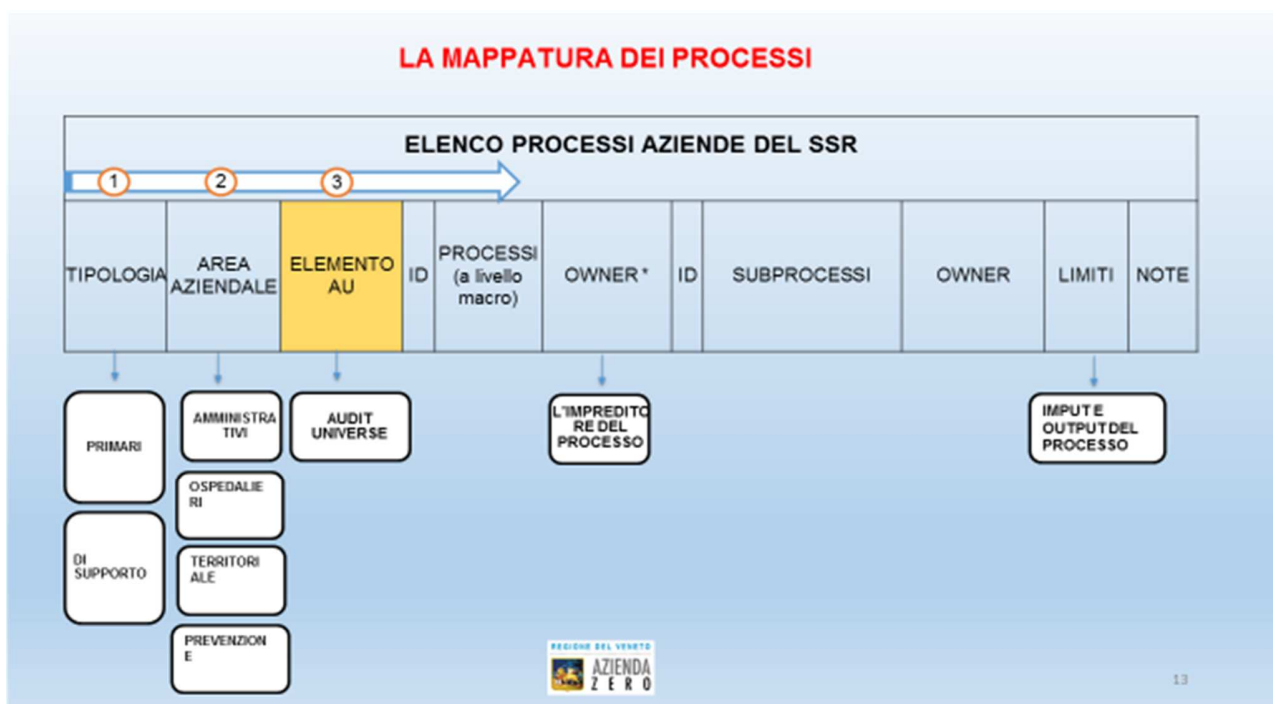 LA MAPPATURA DEI PROCESSI
ELENCO PROCESSI AZIENDE DEL SSR
1 2 3
TIPOLOGIA
AREA
AZIENDALE
ELEMENTO
AU
ID
PROCESSI
(a livello
macro)
OWNER *
ID
SUBPROCESSI
OWNER
LIMITI
NOTE
PRIMARI
DI
SUPPORTO
AMMINISTRA
TIVI
OSPEDALIE
RI
TERRITORI
ALE
PREVENZION
E
AUDIT
UNIVERSE
L'IMPREDITO
RE DEL
PROCESSO
IMPUT E
OUTPUT DEL
PROCESSO
REGIONE DEL VENETO
AZIENDA
ZERO
13